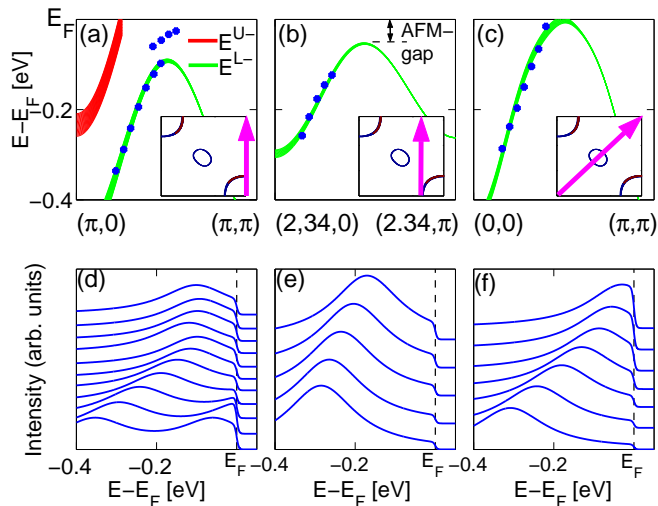 E_F (a) E^{U−} E^{L−} (b) AFM− gap (c)
E−E_F [eV]
−0.2
−0.4
(π,0) (π,π) (2,34,0) (2.34,π) (0,0) (π,π)
(d) (e) (f)
Intensity (arb. units)
−0.4 −0.2 E_F −0.4 −0.2 E_F −0.4 −0.2 E_F
E−E_F [eV] E−E_F [eV] E−E_F [eV]